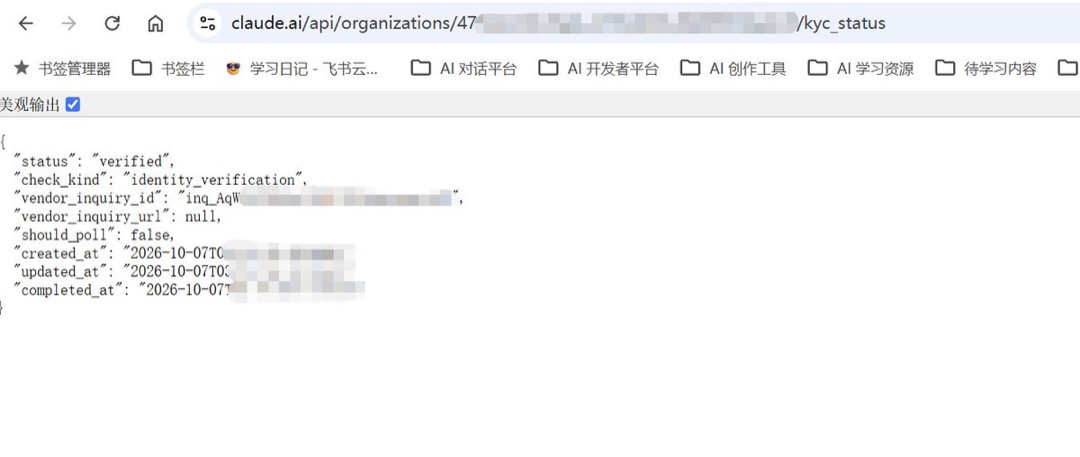 claude.ai/api/organizations/47 /kyc_status
书签管理器 书签栏 学习日记 - 飞书云... AI 对话平台 AI 开发者平台 AI 创作工具 AI 学习资源 待学习内容
美观输出
{
"status": "verified",
"check_kind": "identity_verification",
"vendor_inquiry_id": "inq_AqW ",
"vendor_inquiry_url": null,
"should_poll": false,
"created_at": "2026-10-07T0
"updated_at": "2026-10-07T03
"completed_at": "2026-10-07T
}